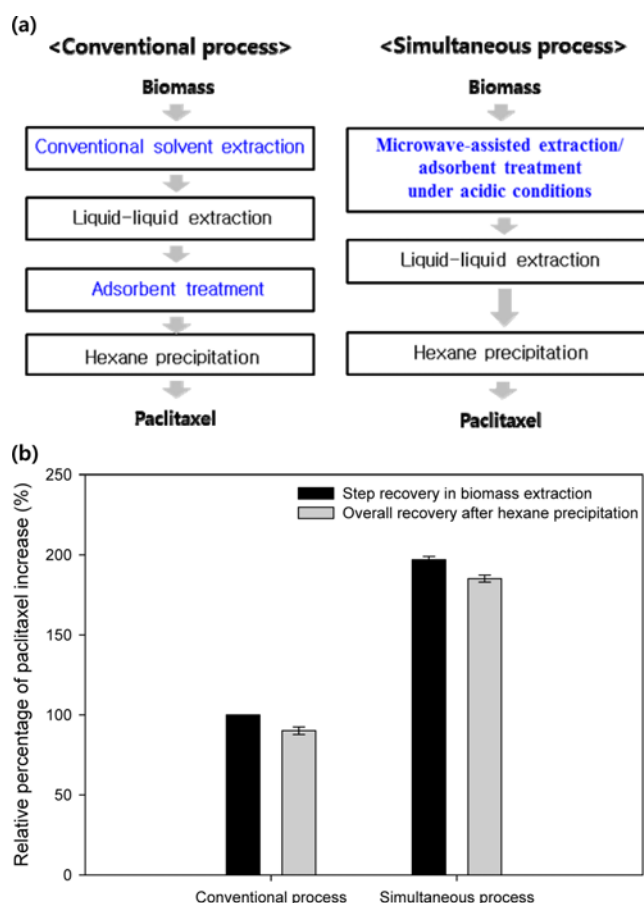 (a)
<Conventional process>
Biomass
Conventional solvent extraction
Liquid-liquid extraction
Adsorbent treatment
Hexane precipitation
Paclitaxel
<Simultaneous process>
Biomass
Microwave-assisted extraction/
adsorbent treatment
under acidic conditions
Liquid-liquid extraction
Hexane precipitation
Paclitaxel
(b)
Relative percentage of paclitaxel increase (%)
250
200
150
100
50
0
Step recovery in biomass extraction
Overall recovery after hexane precipitation
Conventional process
Simultaneous process